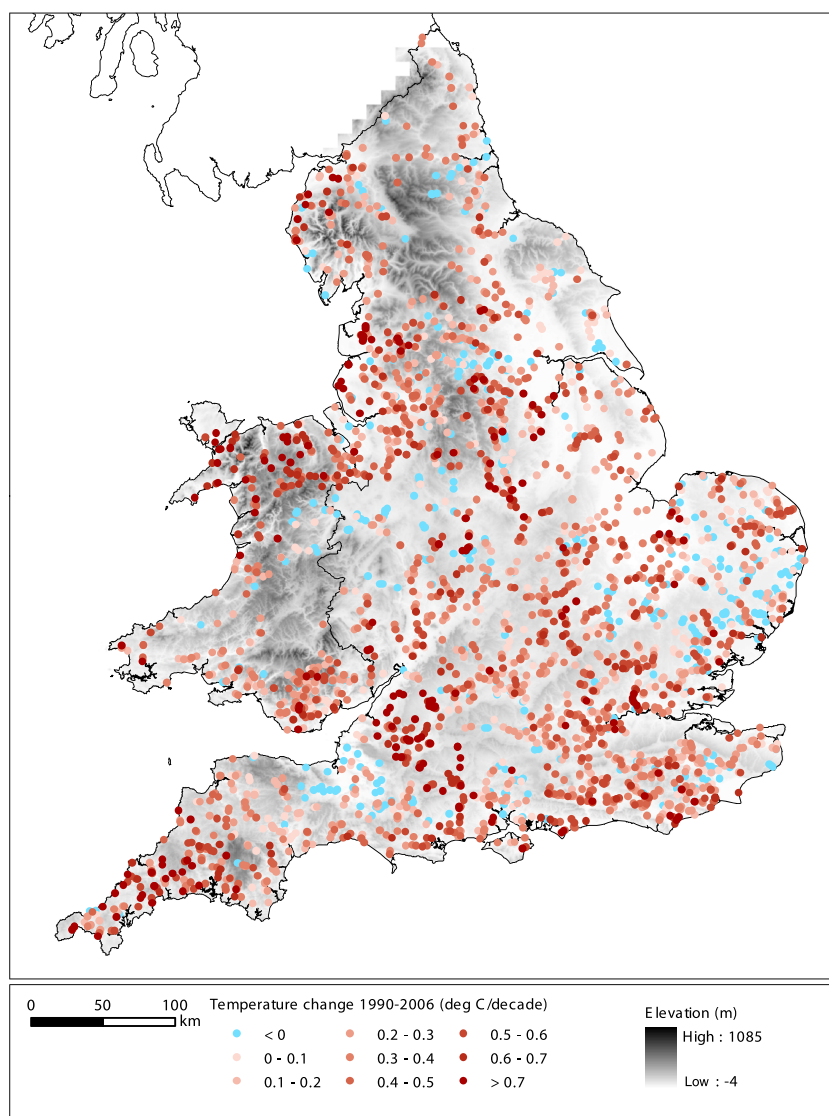 0 50 100
km
Temperature change 1990-2006 (deg C/decade)
< 0
0 - 0.1
0.1 - 0.2
0.2 - 0.3
0.3 - 0.4
0.4 - 0.5
0.5 - 0.6
0.6 - 0.7
> 0.7
Elevation (m)
High : 1085
Low : -4